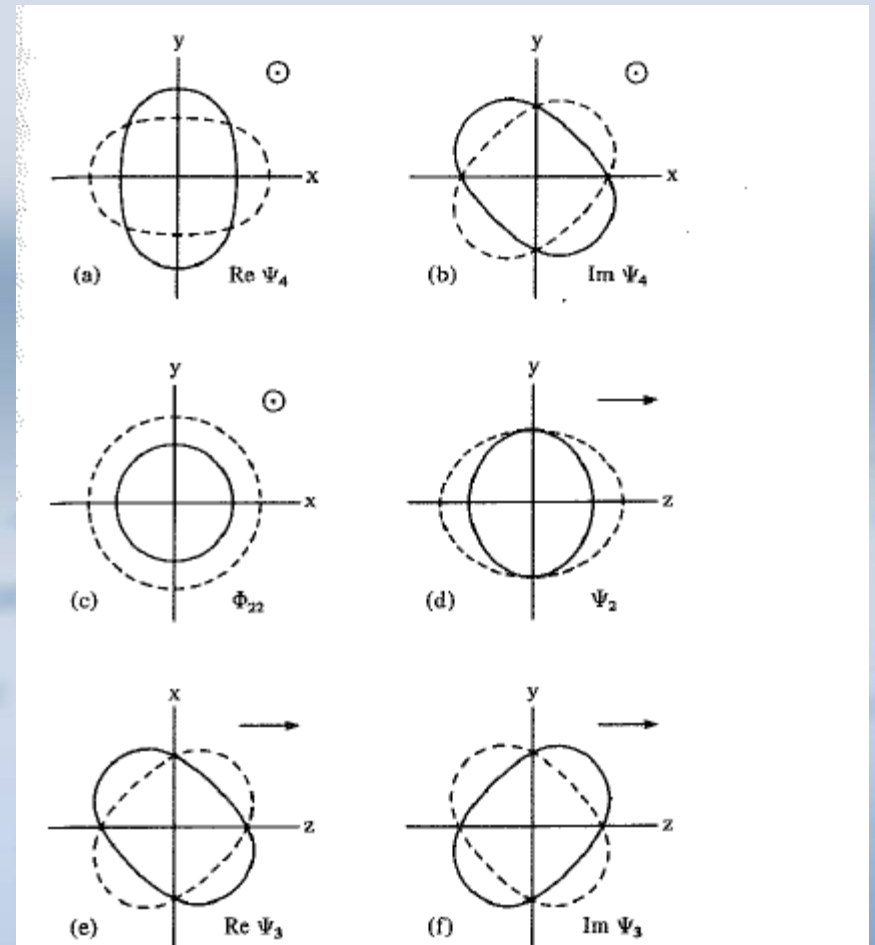 y
y
x
x
(a)
Re Ψ₄
(b)
Im Ψ₄
y
y
x
z
(c)
Φ₂₂
(d)
Ψ₂
x
y
z
z
(e)
Re Ψ₃
(f)
Im Ψ₃